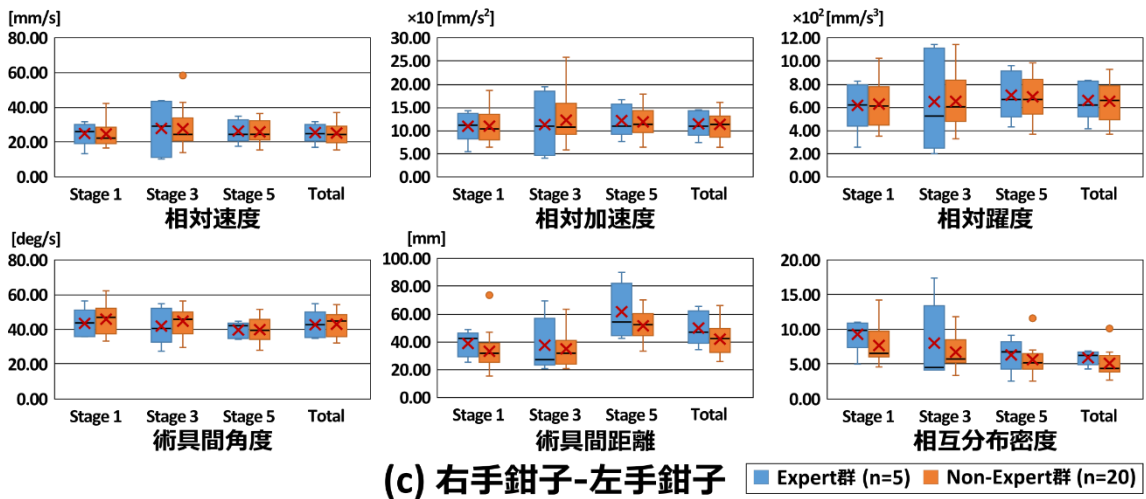 [mm/s]
80.00
60.00
40.00
20.00
0.00
Stage 1 Stage 3 Stage 5 Total
相対速度
×10 [mm/s²]
30.00
25.00
20.00
15.00
10.00
5.00
0.00
Stage 1 Stage 3 Stage 5 Total
相対加速度
×10² [mm/s³]
12.00
10.00
8.00
6.00
4.00
2.00
0.00
Stage 1 Stage 3 Stage 5 Total
相対躍度
[deg/s]
80.00
60.00
40.00
20.00
0.00
Stage 1 Stage 3 Stage 5 Total
術具間角度
[mm]
100.00
80.00
60.00
40.00
20.00
0.00
Stage 1 Stage 3 Stage 5 Total
術具間距離
20.00
15.00
10.00
5.00
0.00
Stage 1 Stage 3 Stage 5 Total
相互分布密度
(c) 右手鉗子-左手鉗子
Expert群 (n=5) Non-Expert群 (n=20)